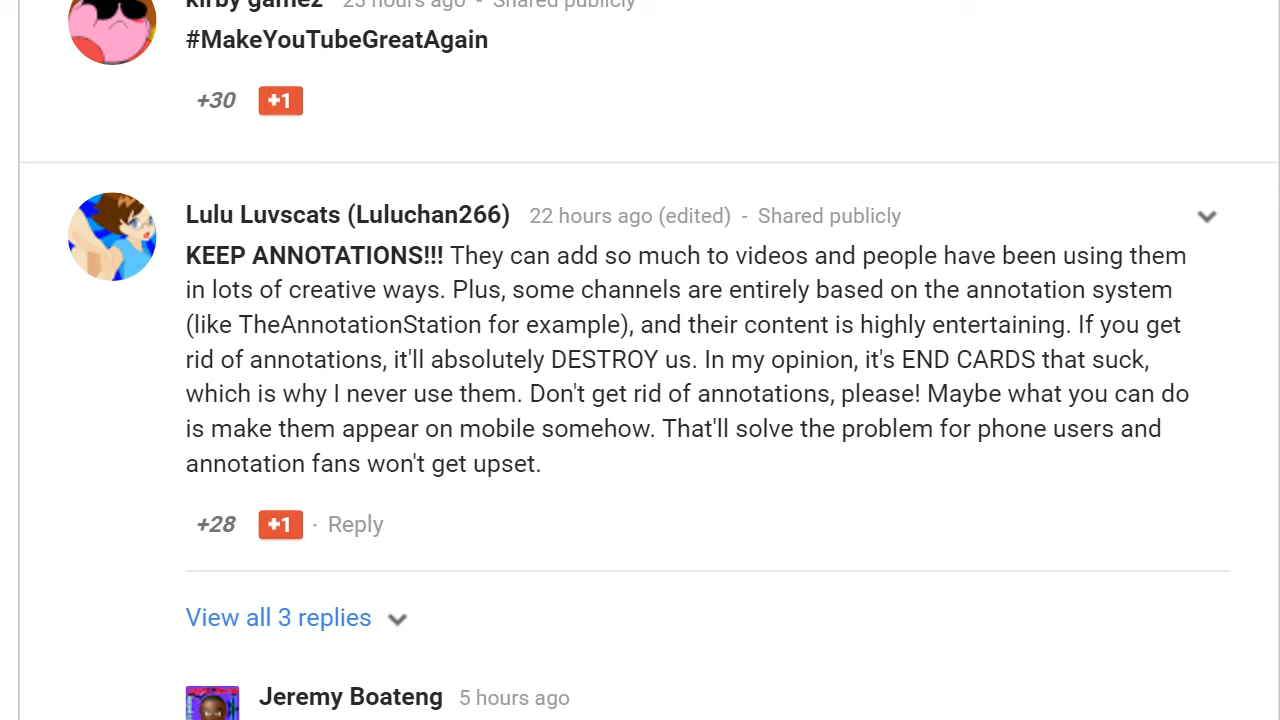 kirby gamez 23 hours ago - Shared publicly
#MakeYouTubeGreatAgain
+30 +1
Lulu Luvscats (Luluchan266) 22 hours ago (edited) - Shared publicly
KEEP ANNOTATIONS!!! They can add so much to videos and people have been using them
in lots of creative ways. Plus, some channels are entirely based on the annotation system
(like TheAnnotationStation for example), and their content is highly entertaining. If you get
rid of annotations, it'll absolutely DESTROY us. In my opinion, it's END CARDS that suck,
which is why I never use them. Don't get rid of annotations, please! Maybe what you can do
is make them appear on mobile somehow. That'll solve the problem for phone users and
annotation fans won't get upset.
+28 +1 · Reply
View all 3 replies
Jeremy Boateng 5 hours ago